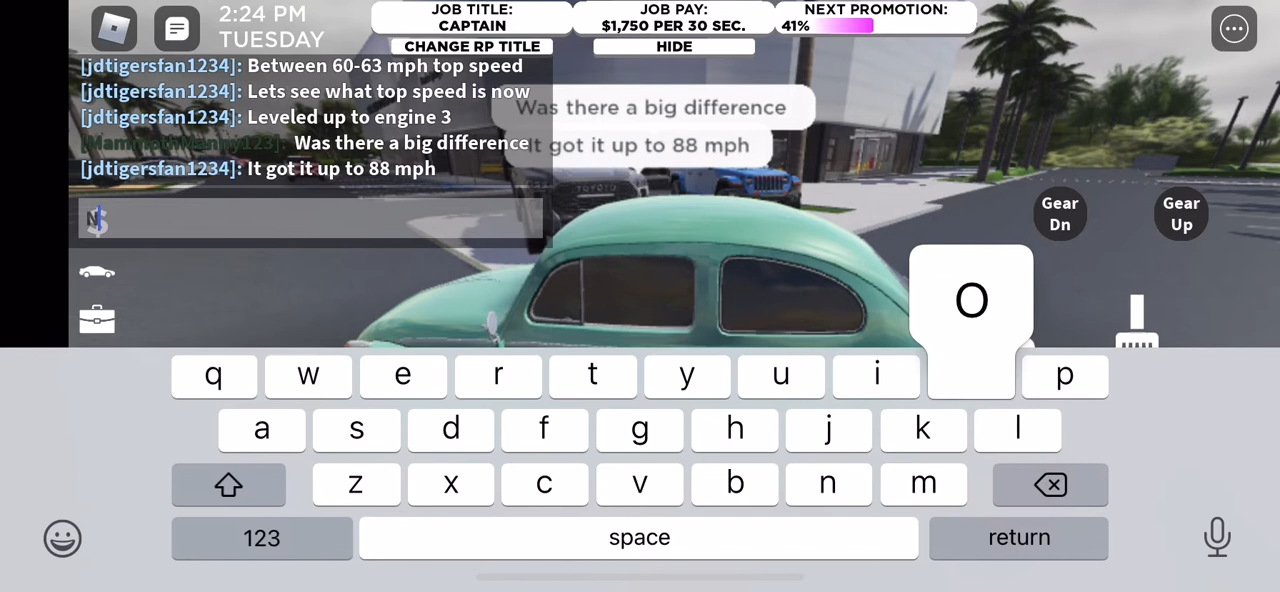 2:24 PM
TUESDAY
JOB TITLE:
CAPTAIN
JOB PAY:
$1,750 PER 30 SEC.
NEXT PROMOTION:
41%
CHANGE RP TITLE
HIDE
[jdtigersfan1234]: Between 60-63 mph top speed
[jdtigersfan1234]: Lets see what top speed is now
[jdtigersfan1234]: Leveled up to engine 3
Was there a big difference
[jdtigersfan1234]: It got it up to 88 mph
Was there a big difference
It got it up to 88 mph
N
$
TOYOTA
Gear
Dn
Gear
Up
O
q w e r t y u i p
a s d f g h j k l
z x c v b n m
123
space
return